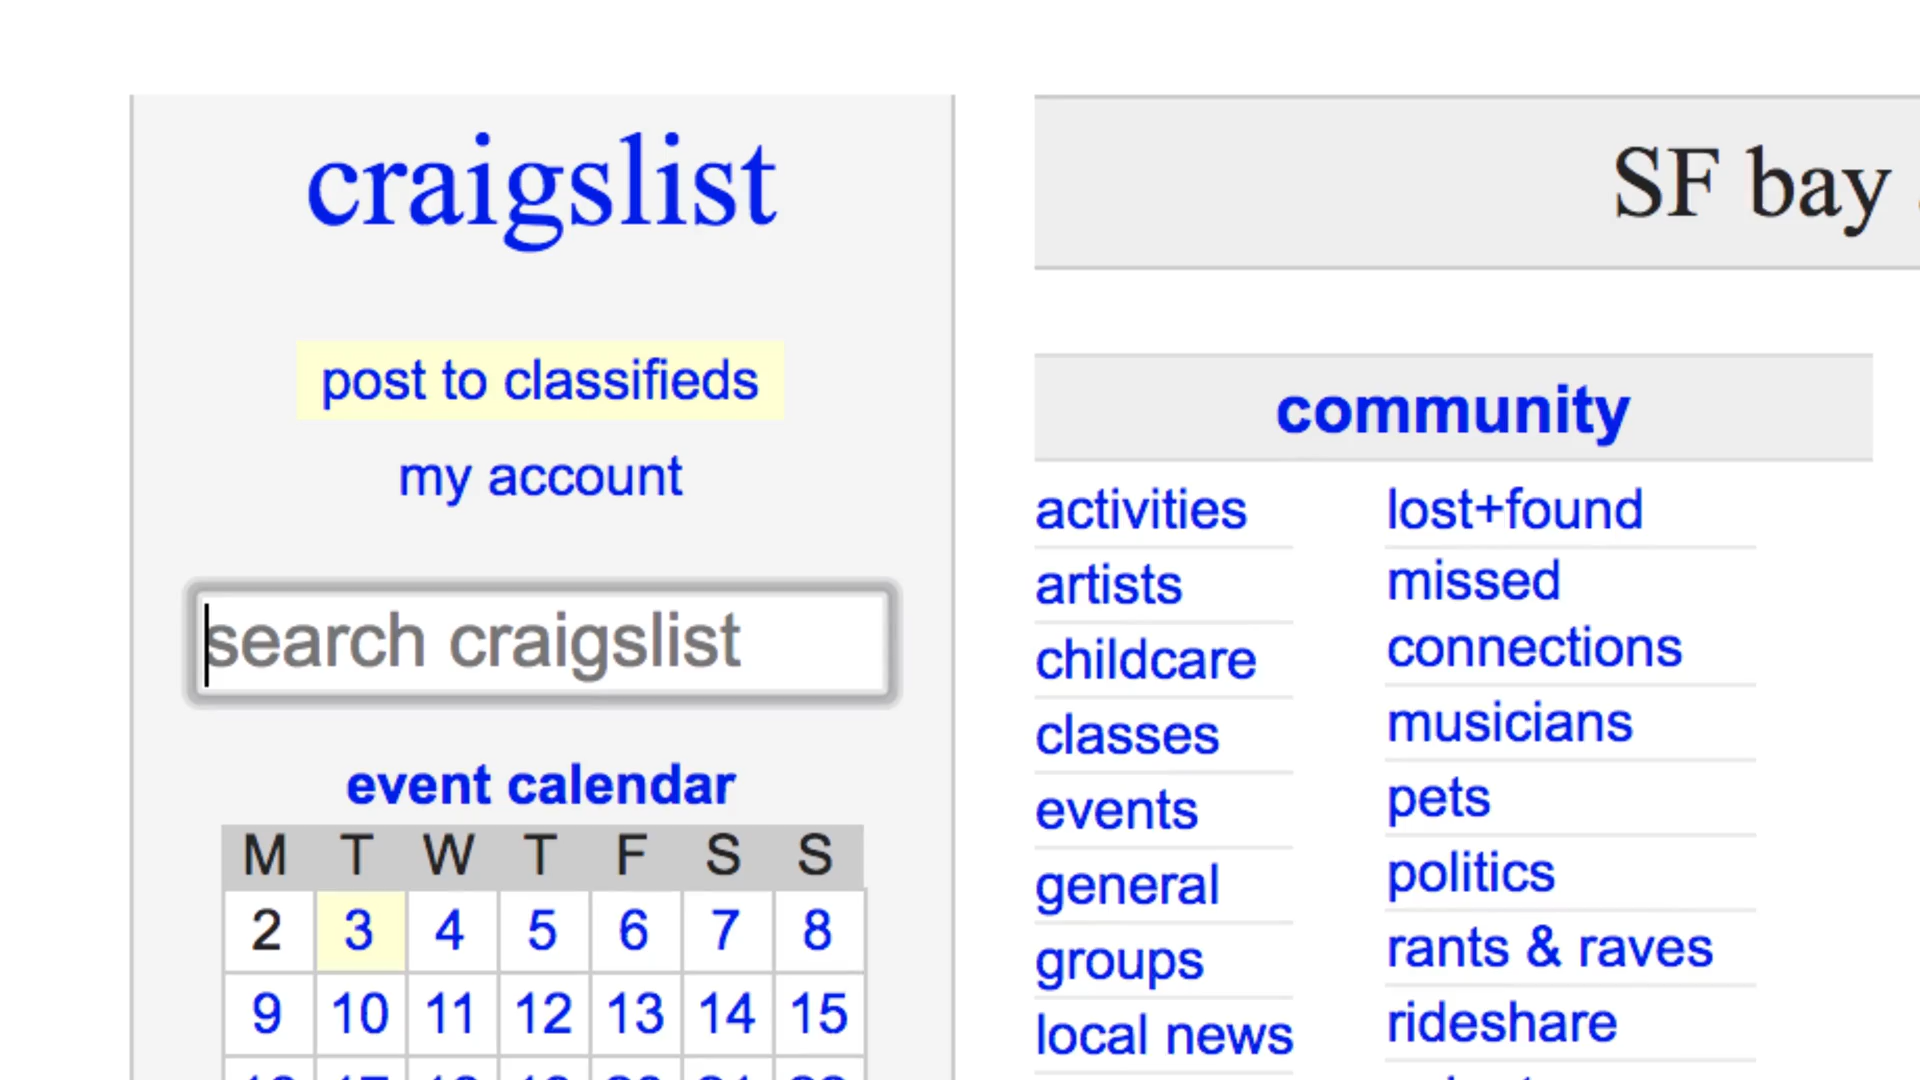 craigslist
post to classifieds
my account
search craigslist
event calendar
M T W T F S S
2 3 4 5 6 7 8
9 10 11 12 13 14 15
SF bay
community
activities
artists
childcare
classes
events
general
groups
local news
lost+found
missed
connections
musicians
pets
politics
rants & raves
rideshare